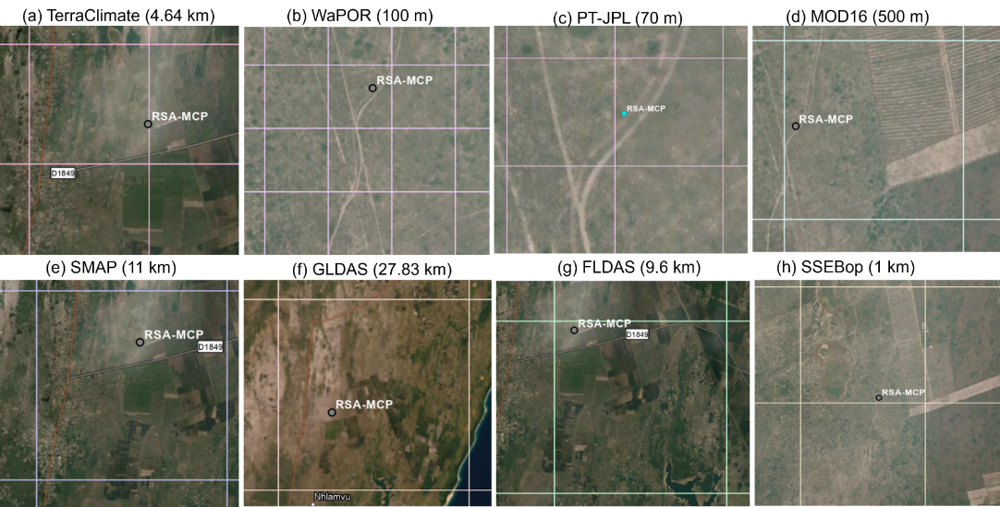 (a) TerraClimate (4.64 km)
(b) WaPOR (100 m)
(c) PT-JPL (70 m)
(d) MOD16 (500 m)
RSA-MCP
D1849
RSA-MCP
RSA-MCP
RSA-MCP
(e) SMAP (11 km)
(f) GLDAS (27.83 km)
(g) FLDAS (9.6 km)
(h) SSEBop (1 km)
RSA-MCP
D1849
RSA-MCP
Nhlamvu
RSA-MCP
D1849
RSA-MCP